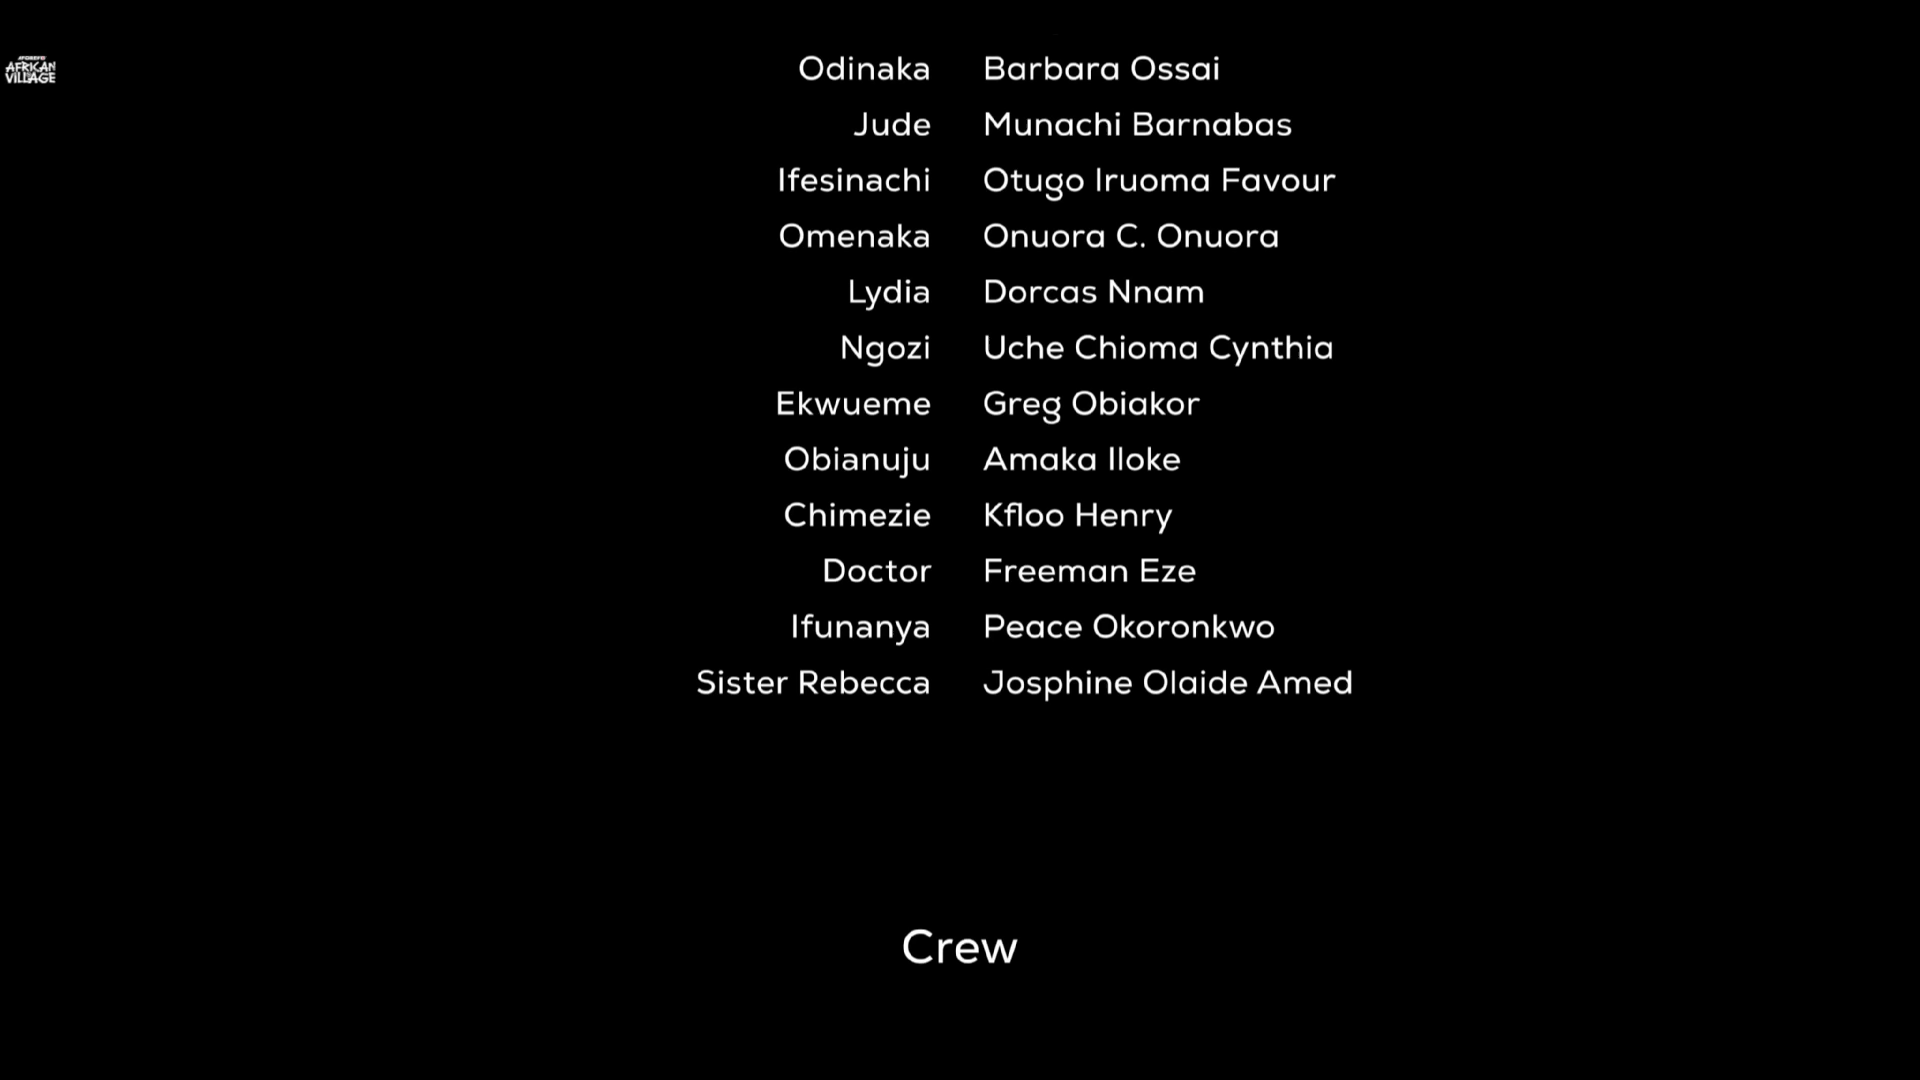 AFRICAN
VILLAGE
Odinaka Barbara Ossai
Jude Munachi Barnabas
Ifesinachi Otugo Iruoma Favour
Omenaka Onuora C. Onuora
Lydia Dorcas Nnam
Ngozi Uche Chioma Cynthia
Ekwueme Greg Obiakor
Obianuju Amaka Iloke
Chimezie Kfloo Henry
Doctor Freeman Eze
Ifunanya Peace Okoronkwo
Sister Rebecca Josphine Olaide Amed
Crew